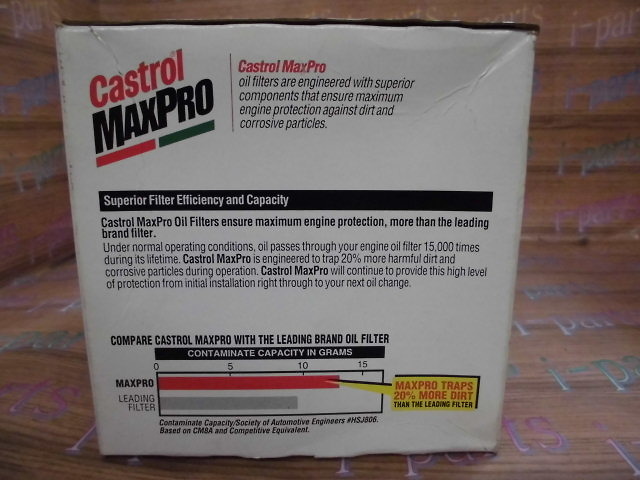 Castrol
MAXPRO
Castrol MaxPro
oil filters are engineered with superior
components that ensure maximum
engine protection against dirt and
corrosive particles.
Superior Filter Efficiency and Capacity
Castrol MaxPro Oil Filters ensure maximum engine protection, more than the leading
brand filter.
Under normal operating conditions, oil passes through your engine oil filter 15,000 times
during its lifetime. Castrol MaxPro is engineered to trap 20% more harmful dirt and
corrosive particles during operation. Castrol MaxPro will continue to provide this high level
of protection from initial installation right through to your next oil change.
COMPARE CASTROL MAXPRO WITH THE LEADING BRAND OIL FILTER
CONTAMINATE CAPACITY IN GRAMS
0 5 10 15
MAXPRO
LEADING
FILTER
MAXPRO TRAPS
20% MORE DIRT
THAN THE LEADING FILTER
Contaminate Capacity/Society of Automotive Engineers #HSJ806.
Based on CM8A and Competitive Equivalent.
i-parts
i-parts
i-parts